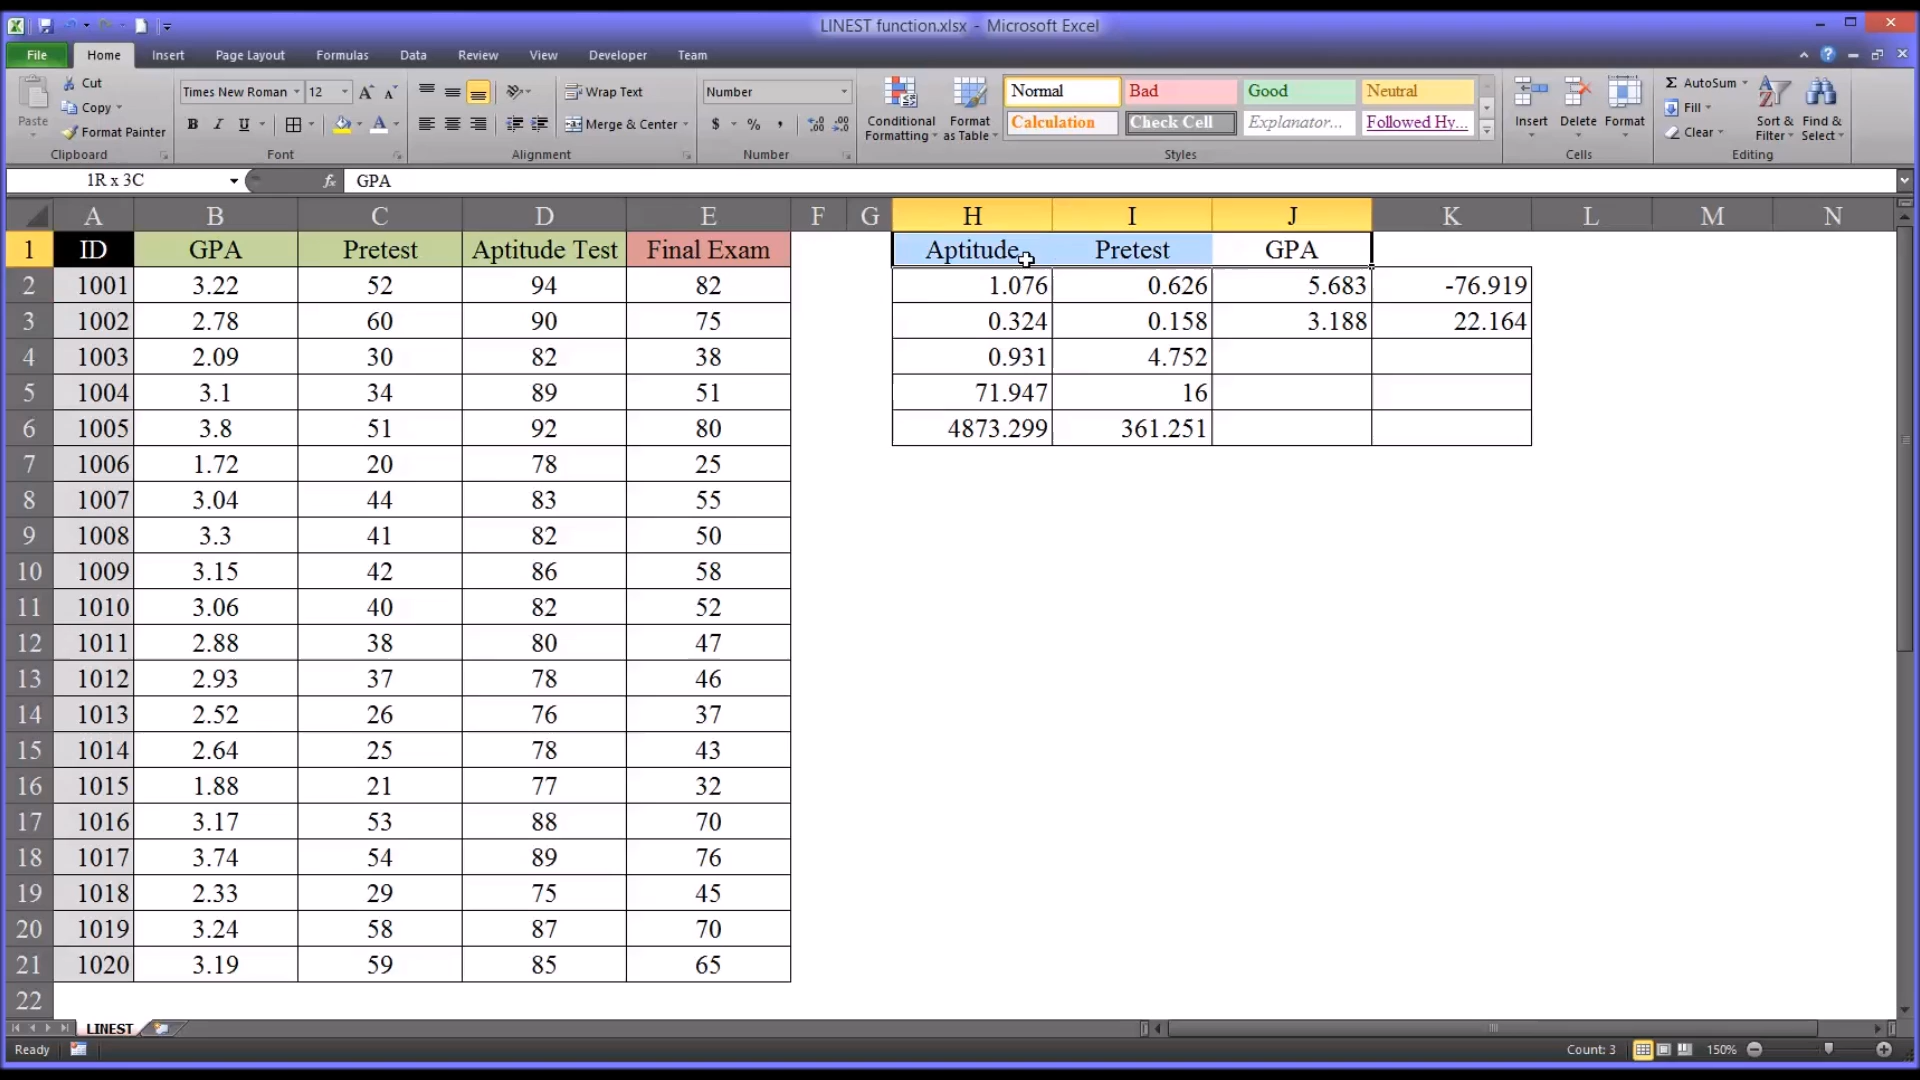 LINEST function.xlsx - Microsoft Excel
File Home Insert Page Layout Formulas Data Review View Developer Team
Paste Cut Copy Format Painter Clipboard
Times New Roman 12 B I U A Font
Wrap Text Merge & Center Alignment
Number $ % , Number
Conditional Formatting Format as Table
Normal Bad Good Neutral
Calculation Check Cell Explanator... Followed Hy...
Styles
Insert Delete Format Cells
Σ AutoSum Fill Clear Sort & Filter Find & Select Editing
1R x 3C fx GPA
A B C D E F G H I J K L M N
1 ID GPA Pretest Aptitude Test Final Exam Aptitude Pretest GPA
2 1001 3.22 52 94 82 1.076 0.626 5.683 -76.919
3 1002 2.78 60 90 75 0.324 0.158 3.188 22.164
4 1003 2.09 30 82 38 0.931 4.752
5 1004 3.1 34 89 51 71.947 16
6 1005 3.8 51 92 80 4873.299 361.251
7 1006 1.72 20 78 25
8 1007 3.04 44 83 55
9 1008 3.3 41 82 50
10 1009 3.15 42 86 58
11 1010 3.06 40 82 52
12 1011 2.88 38 80 47
13 1012 2.93 37 78 46
14 1013 2.52 26 76 37
15 1014 2.64 25 78 43
16 1015 1.88 21 77 32
17 1016 3.17 53 88 70
18 1017 3.74 54 89 76
19 1018 2.33 29 75 45
20 1019 3.24 58 87 70
21 1020 3.19 59 85 65
22
LINEST
Ready Count: 3 150%